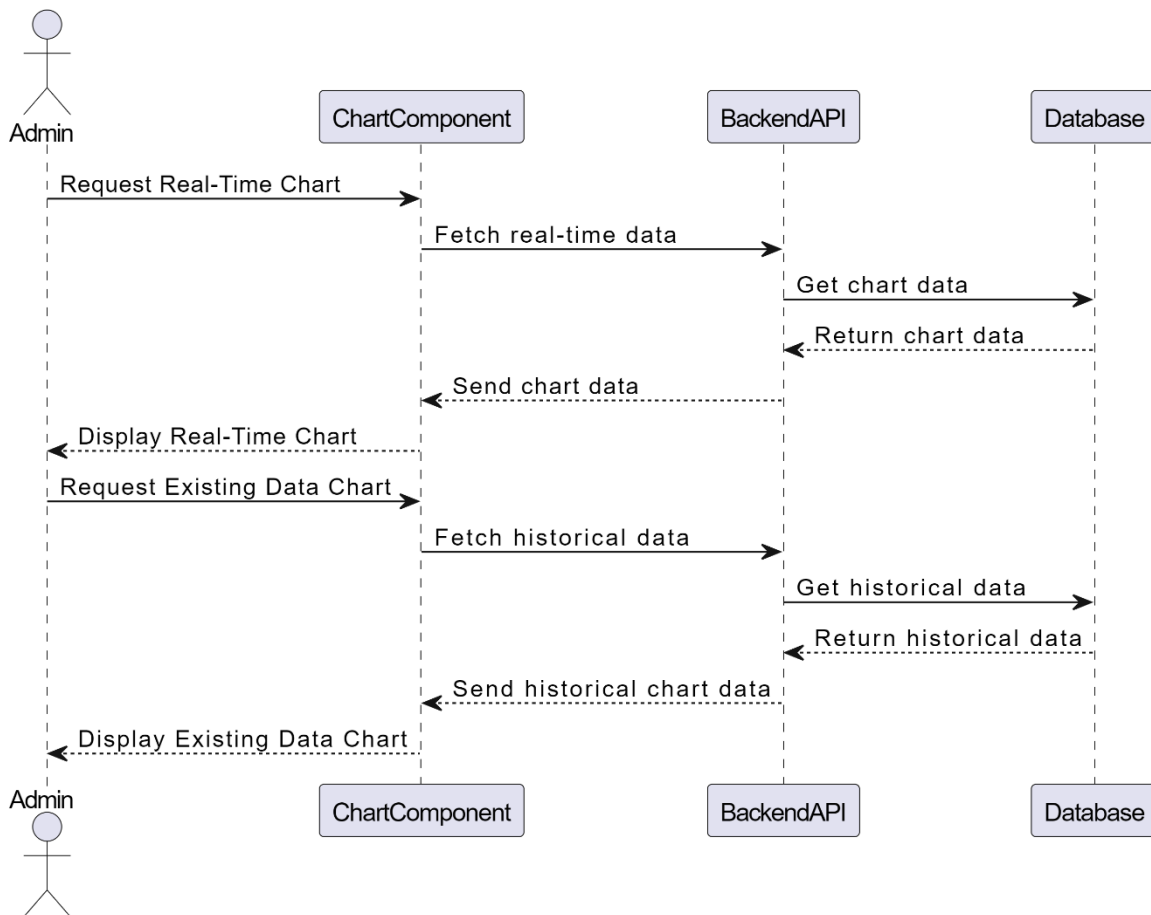 Admin
ChartComponent
BackendAPI
Database
Request Real-Time Chart
Fetch real-time data
Get chart data
Return chart data
Send chart data
Display Real-Time Chart
Request Existing Data Chart
Fetch historical data
Get historical data
Return historical data
Send historical chart data
Display Existing Data Chart
Admin
ChartComponent
BackendAPI
Database